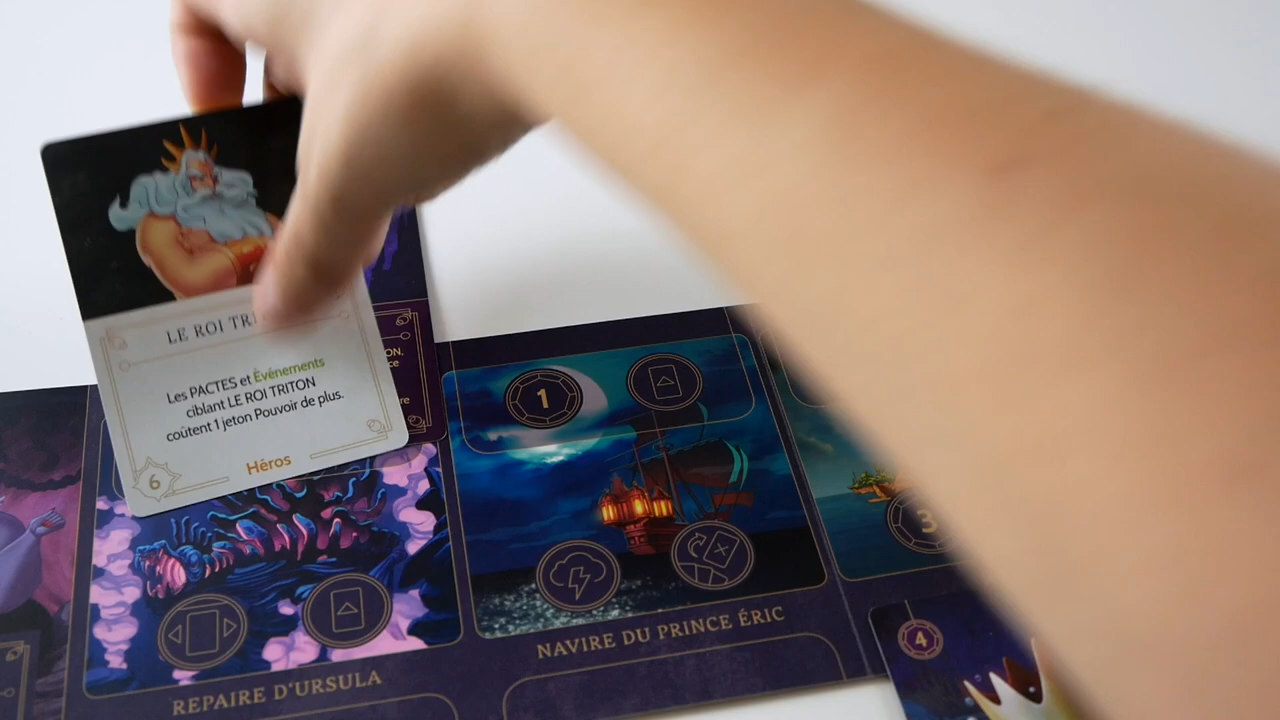 LE ROI
Les PACTES et Événements
ciblant LE ROI TRITON
coûtent 1 jeton Pouvoir de plus.
6
Héros
1
3
4
REPAIRE D'URSULA
NAVIRE DU PRINCE ÉRIC